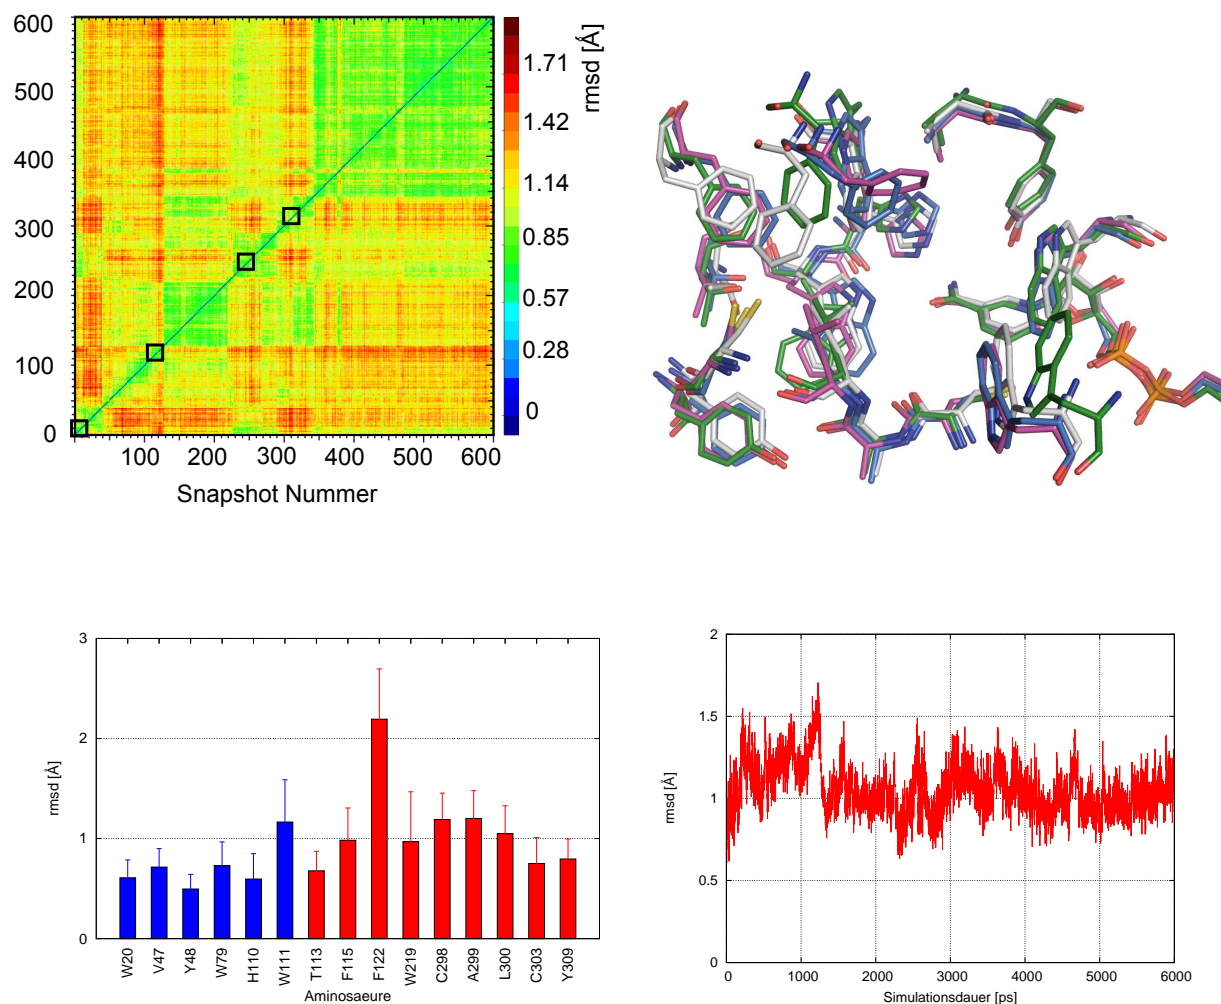 600
500
400
300
200
100
0
100 200 300 400 500 600
Snapshot Nummer
1.71
1.42
1.14
0.85
0.57
0.28
0
rmsd [Å]
3
2
1
0
rmsd [Å]
W20
V47
Y48
W79
H110
W111
T113
F115
F122
W219
C298
A299
L300
C303
Y309
Aminosaeure
2
1.5
1
0.5
0
rmsd [Å]
0 1000 2000 3000 4000 5000 6000
Simulationsdauer [ps]